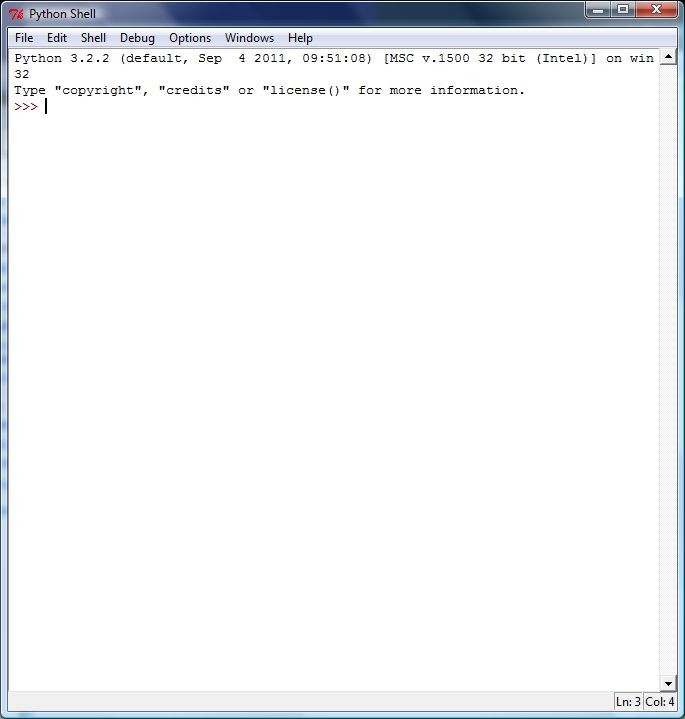 Python Shell
File Edit Shell Debug Options Windows Help
Python 3.2.2 (default, Sep  4 2011, 09:51:08) [MSC v.1500 32 bit (Intel)] on win
32
Type "copyright", "credits" or "license()" for more information.
>>>
Ln: 3 Col: 4